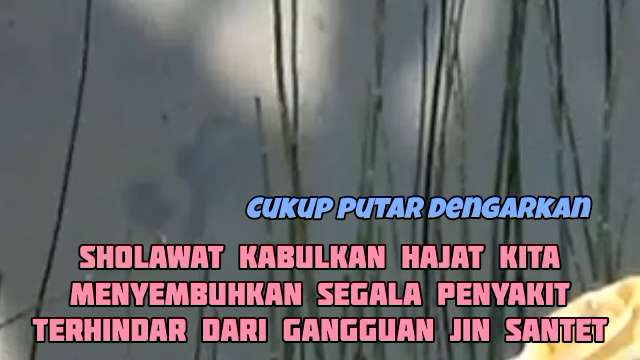 CUKUP PUTAR DENGARKAN
SHOLAWAT KABULKAN HAJAT KITA
MENYEMBUHKAN SEGALA PENYAKIT
TERHINDAR DARI GANGGUAN JIN SANTET